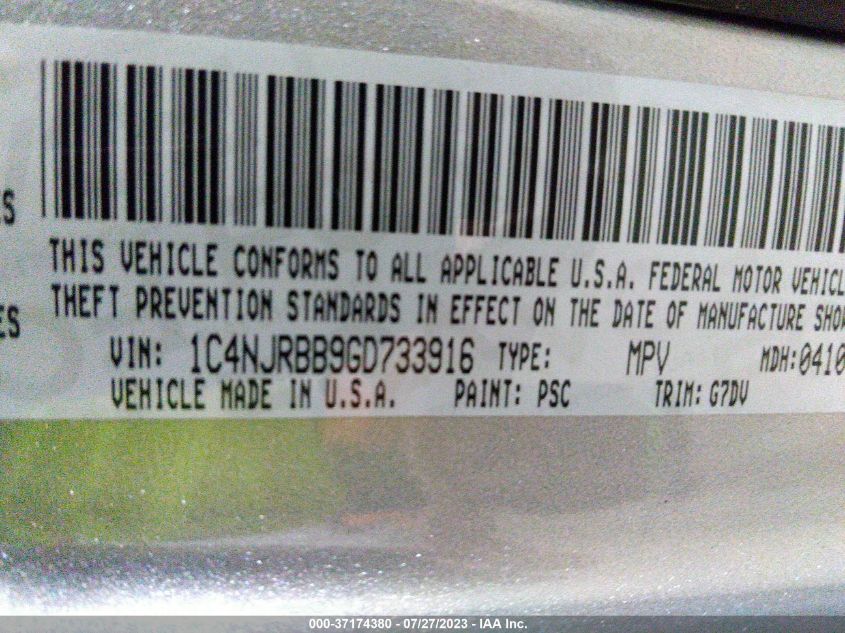 ES
THIS VEHICLE CONFORMS TO ALL APPLICABLE U.S.A. FEDERAL MOTOR VEHICL
THEFT PREVENTION STANDARDS IN EFFECT ON THE DATE OF MANUFACTURE SHOW
ES
VIN: 1C4NJRBB9GD733916 TYPE: MPV MDH:0410
VEHICLE MADE IN U.S.A. PAINT: PSC TRIM: G7DV
000-37174380 - 07/27/2023 - IAA Inc.